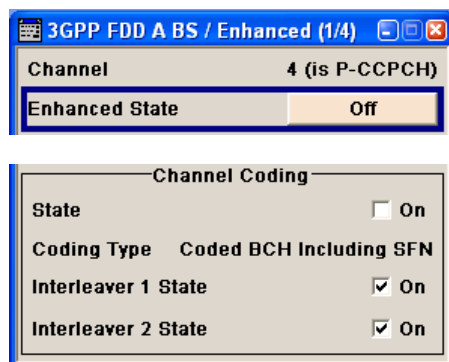 3GPP FDD A BS / Enhanced (1/4)
Channel 4 (is P-CCPCH)
Enhanced State Off
Channel Coding
State On
Coding Type Coded BCH Including SFN
Interleaver 1 State On
Interleaver 2 State On